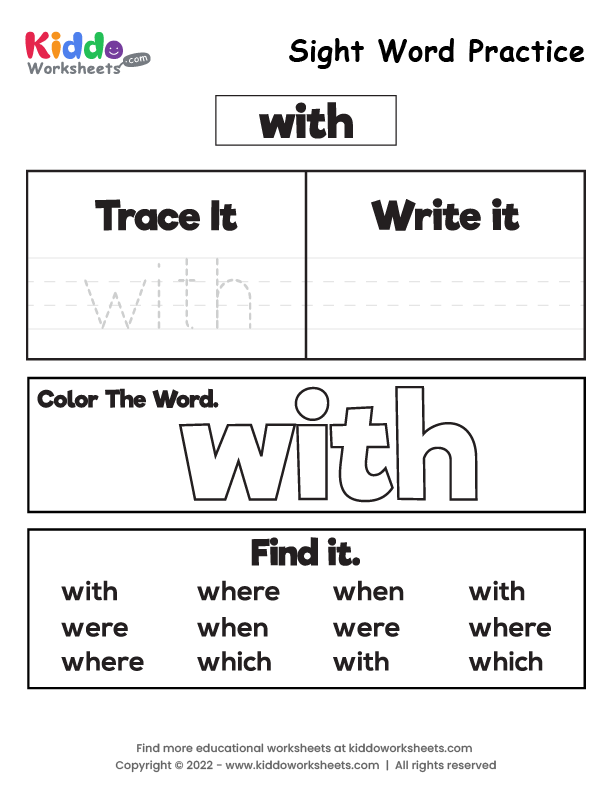 Kiddo
Worksheets .com
Sight Word Practice
with
Trace It
Write it
with
Color The Word.
with
Find it.
with where when with
were when were where
where which with which
Find more educational worksheets at kiddoworksheets.com
Copyright © 2022 - www.kiddoworksheets.com | All rights reserved